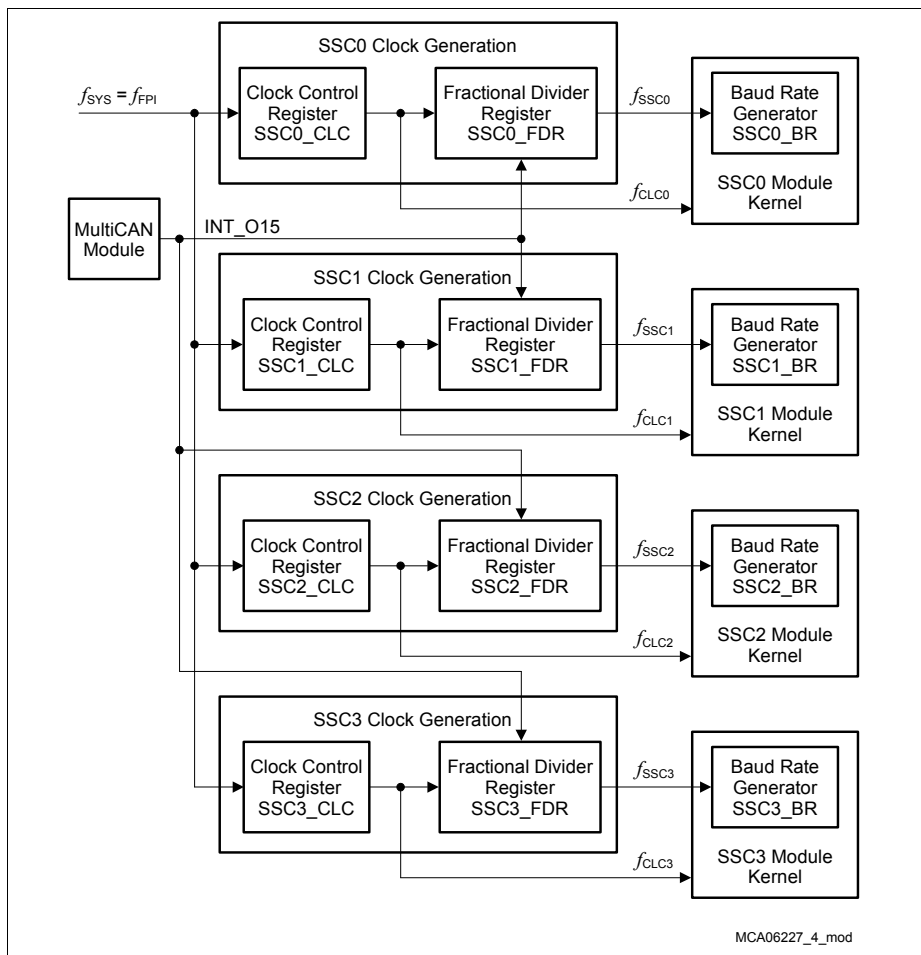 SSC0 Clock Generation
fSYS = fFPI
Clock Control
Register
SSC0_CLC
Fractional Divider
Register
SSC0_FDR
fSSC0
Baud Rate
Generator
SSC0_BR
fCLC0
SSC0 Module
Kernel
MultiCAN
Module
INT_O15
SSC1 Clock Generation
Clock Control
Register
SSC1_CLC
Fractional Divider
Register
SSC1_FDR
fSSC1
Baud Rate
Generator
SSC1_BR
fCLC1
SSC1 Module
Kernel
SSC2 Clock Generation
Clock Control
Register
SSC2_CLC
Fractional Divider
Register
SSC2_FDR
fSSC2
Baud Rate
Generator
SSC2_BR
fCLC2
SSC2 Module
Kernel
SSC3 Clock Generation
Clock Control
Register
SSC3_CLC
Fractional Divider
Register
SSC3_FDR
fSSC3
Baud Rate
Generator
SSC3_BR
fCLC3
SSC3 Module
Kernel
MCA06227_4_mod